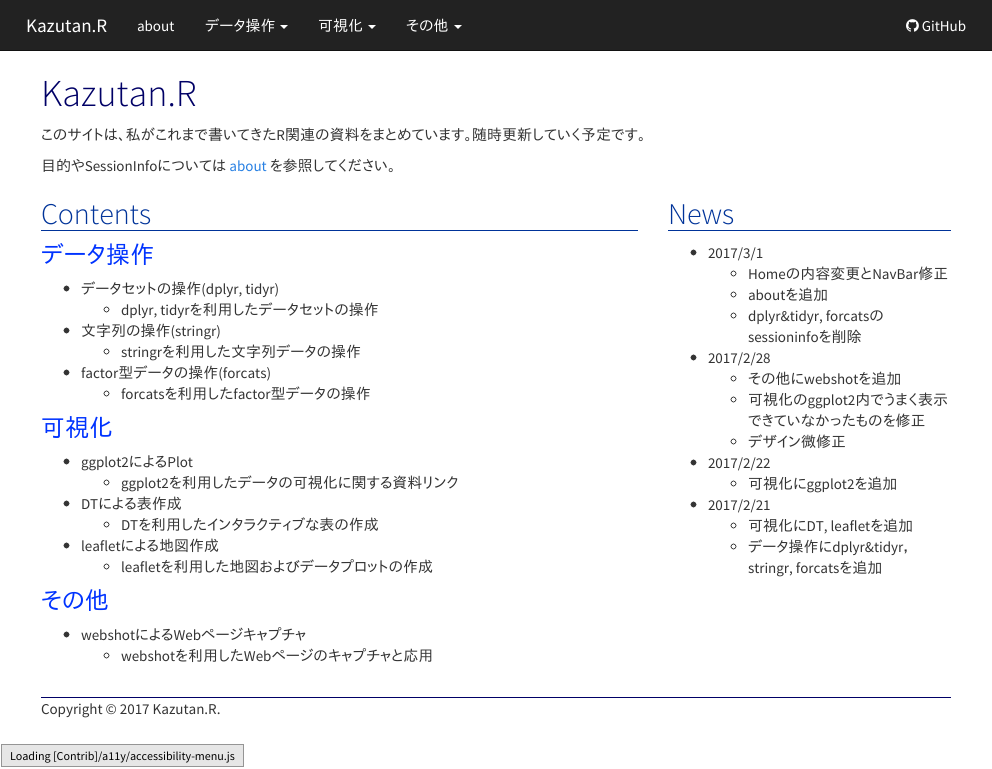 Kazutan.R about データ操作 可視化 その他 GitHub
Kazutan.R
このサイトは、私がこれまで書いてきたR関連の資料をまとめています。随時更新していく予定です。
目的やSessionInfoについては about を参照してください。
Contents
データ操作
データセットの操作(dplyr, tidyr)
dplyr, tidyrを利用したデータセットの操作
文字列の操作(stringr)
stringrを利用した文字列データの操作
factor型データの操作(forcats)
forcatsを利用したfactor型データの操作
可視化
ggplot2によるPlot
ggplot2を利用したデータの可視化に関する資料リンク
DTによる表作成
DTを利用したインタラクティブな表の作成
leafletによる地図作成
leafletを利用した地図およびデータプロットの作成
その他
webshotによるWebページキャプチャ
webshotを利用したWebページのキャプチャと応用
News
2017/3/1
Homeの内容変更とNavBar修正
aboutを追加
dplyr&tidyr, forcatsの
sessioninfoを削除
2017/2/28
その他にwebshotを追加
可視化のggplot2内でうまく表示
できていなかったものを修正
デザイン微修正
2017/2/22
可視化にggplot2を追加
2017/2/21
可視化にDT, leafletを追加
データ操作にdplyr&tidyr,
stringr, forcatsを追加
Copyright © 2017 Kazutan.R.
Loading [Contrib]/a11y/accessibility-menu.js